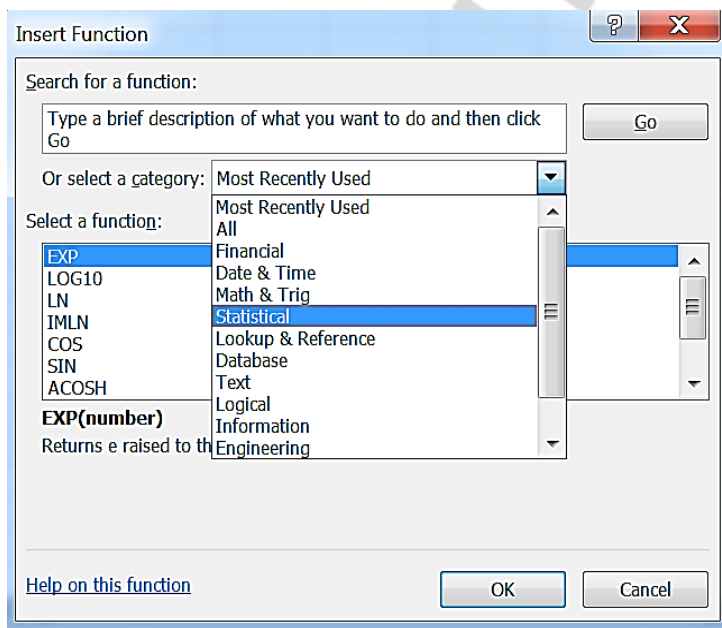 Insert Function
Search for a function:
Type a brief description of what you want to do and then click
Go
Go
Or select a category: Most Recently Used
Most Recently Used
All
Financial
Date & Time
Math & Trig
Statistical
Lookup & Reference
Database
Text
Logical
Information
Engineering
Select a function:
EXP
LOG10
LN
IMLN
COS
SIN
ACOSH
EXP(number)
Returns e raised to th
Help on this function
OK
Cancel